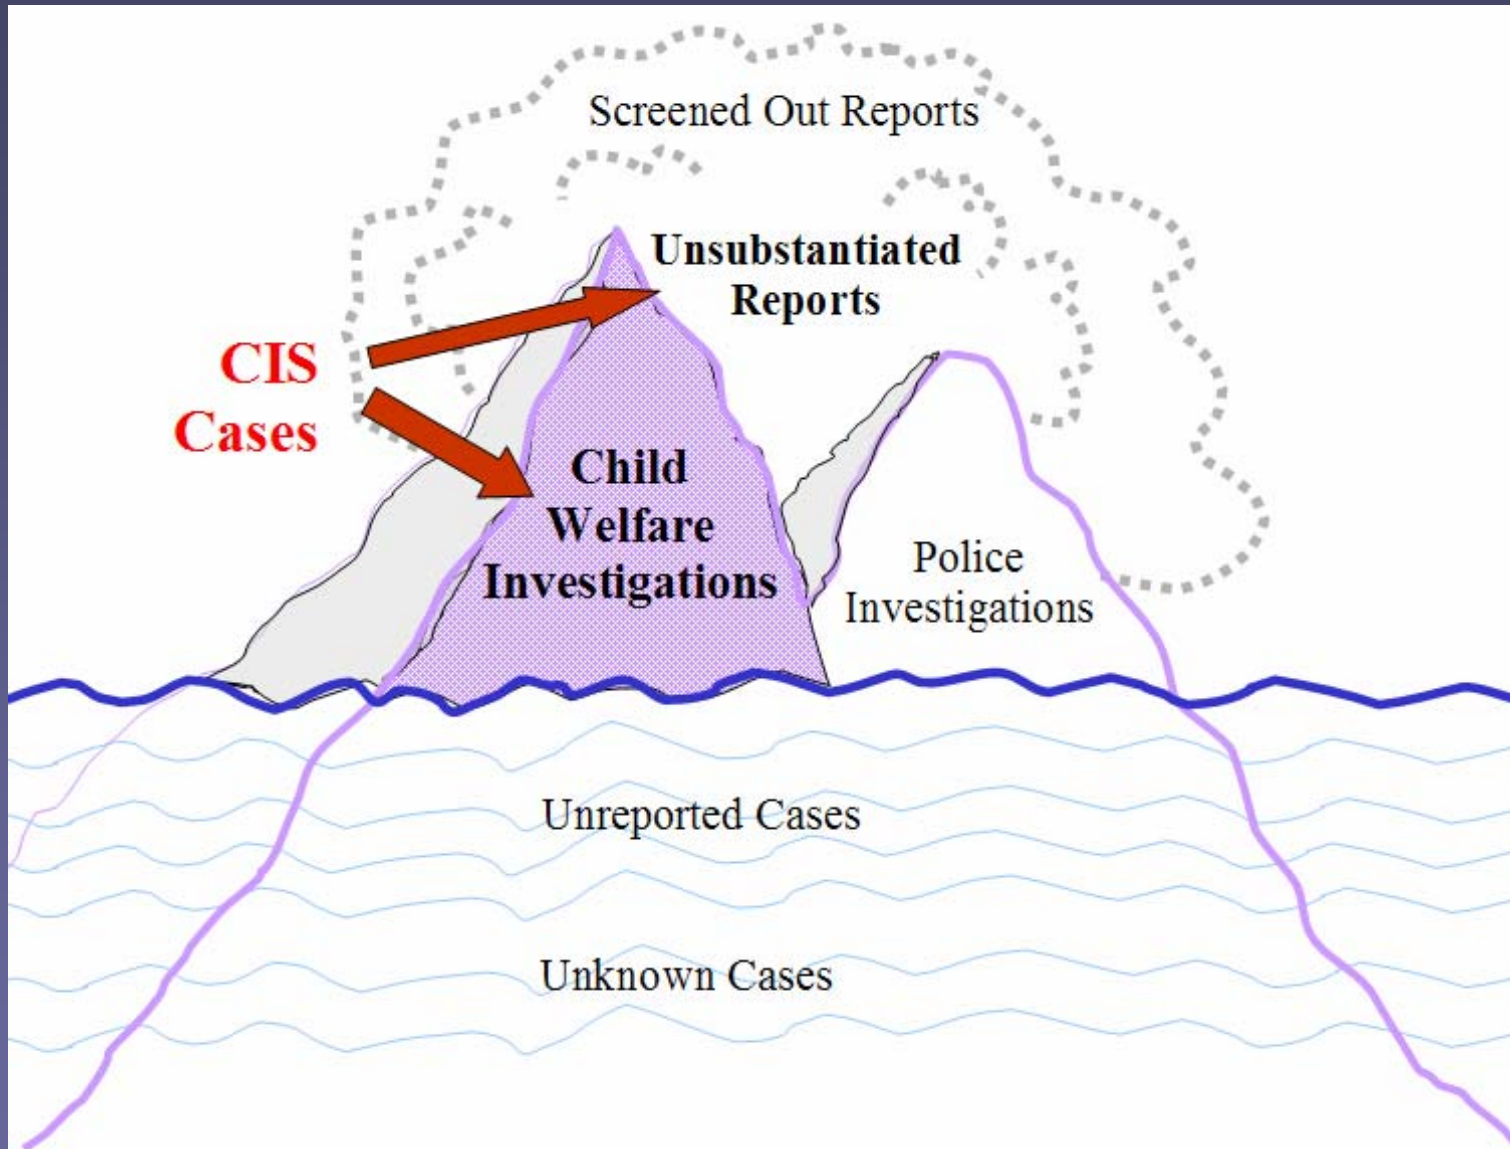 Screened Out Reports
Unsubstantiated
Reports
CIS
Cases
Child
Welfare
Investigations
Police
Investigations
Unreported Cases
Unknown Cases